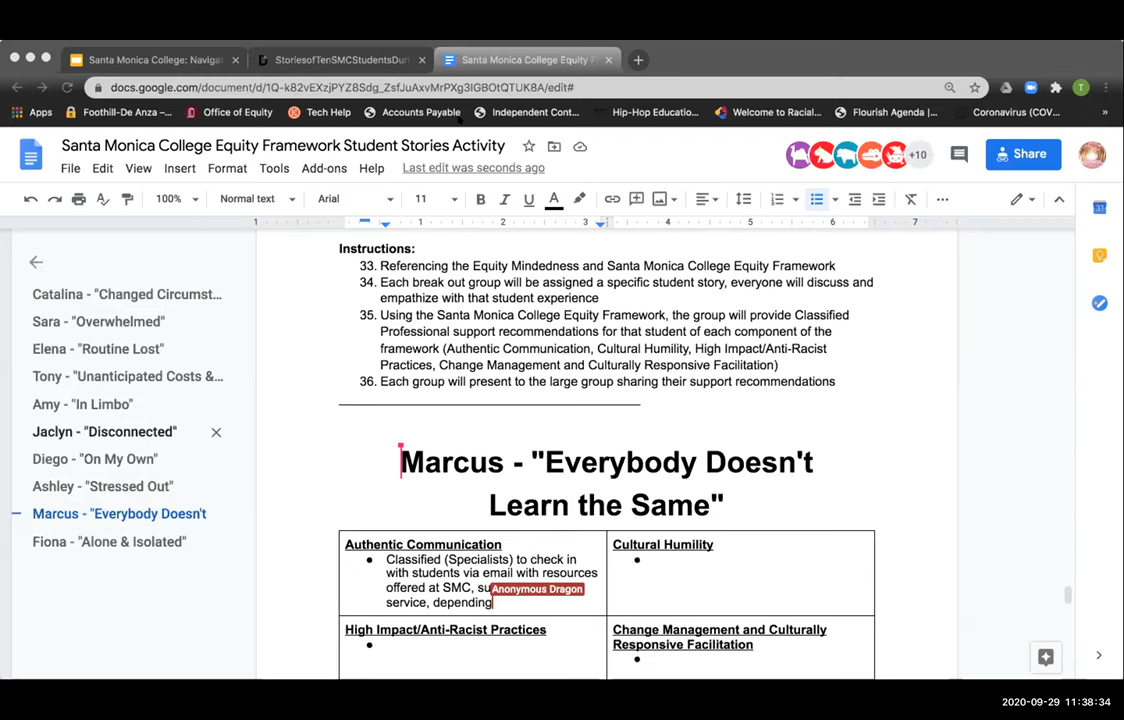 Santa Monica College: Navigat
StoriesofTenSMCStudentsDuri
Santa Monica College Equity F
docs.google.com/document/d/1Q-k82vEXzjPYZ8Sdg_ZsfJuAxvMrPXg3IGBOtQTUK8A/edit#
T
Apps
Foothill-De Anza –...
Office of Equity
Tech Help
Accounts Payable
Independent Cont...
Hip-Hop Educatio...
Welcome to Racial...
Flourish Agenda |...
Coronavirus (COV...
»
Santa Monica College Equity Framework Student Stories Activity
+10
Share
File Edit View Insert Format Tools Add-ons Help Last edit was seconds ago
100% Normal text Arial 11 B I U A
1 1 2 3 4 5 6 7
31
Instructions:
33. Referencing the Equity Mindedness and Santa Monica College Equity Framework
34. Each break out group will be assigned a specific student story, everyone will discuss and
empathize with that student experience
35. Using the Santa Monica College Equity Framework, the group will provide Classified
Professional support recommendations for that student of each component of the
framework (Authentic Communication, Cultural Humility, High Impact/Anti-Racist
Practices, Change Management and Culturally Responsive Facilitation)
36. Each group will present to the large group sharing their support recommendations
Catalina - "Changed Circumst...
Sara - "Overwhelmed"
Elena - "Routine Lost"
Tony - "Unanticipated Costs &...
Amy - "In Limbo"
Jaclyn - "Disconnected"
Diego - "On My Own"
Ashley - "Stressed Out"
Marcus - "Everybody Doesn't
Fiona - "Alone & Isolated"
Marcus - "Everybody Doesn't
Learn the Same"
Authentic Communication
Classified (Specialists) to check in
with students via email with resources
offered at SMC, su
Anonymous Dragon
service, depending
Cultural Humility
High Impact/Anti-Racist Practices
Change Management and Culturally
Responsive Facilitation
2020-09-29 11:38:34